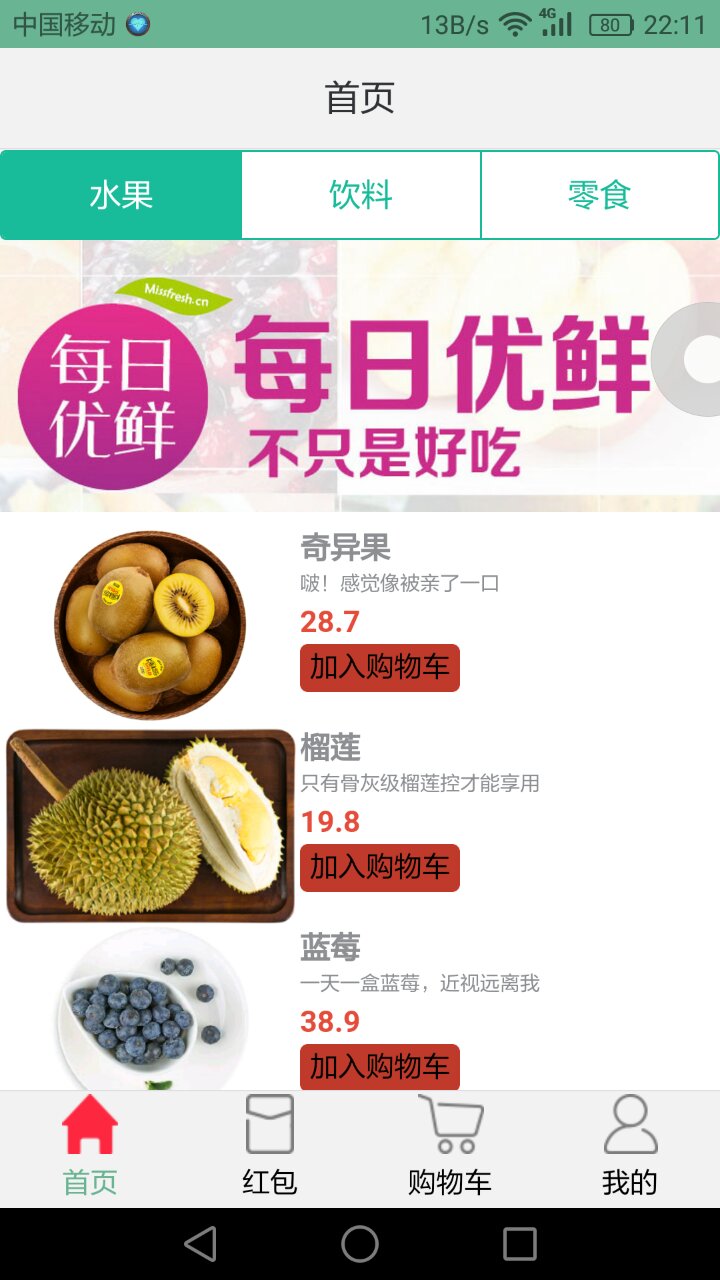 中国移动
13B/s 4G 80 22:11
首页
水果 饮料 零食
Missfresh.cn
每日
优鲜
每日优鲜
不只是好吃
奇异果
啵！感觉像被亲了一口
28.7
加入购物车
榴莲
只有骨灰级榴莲控才能享用
19.8
加入购物车
蓝莓
一天一盒蓝莓，近视远离我
38.9
加入购物车
首页 红包 购物车 我的